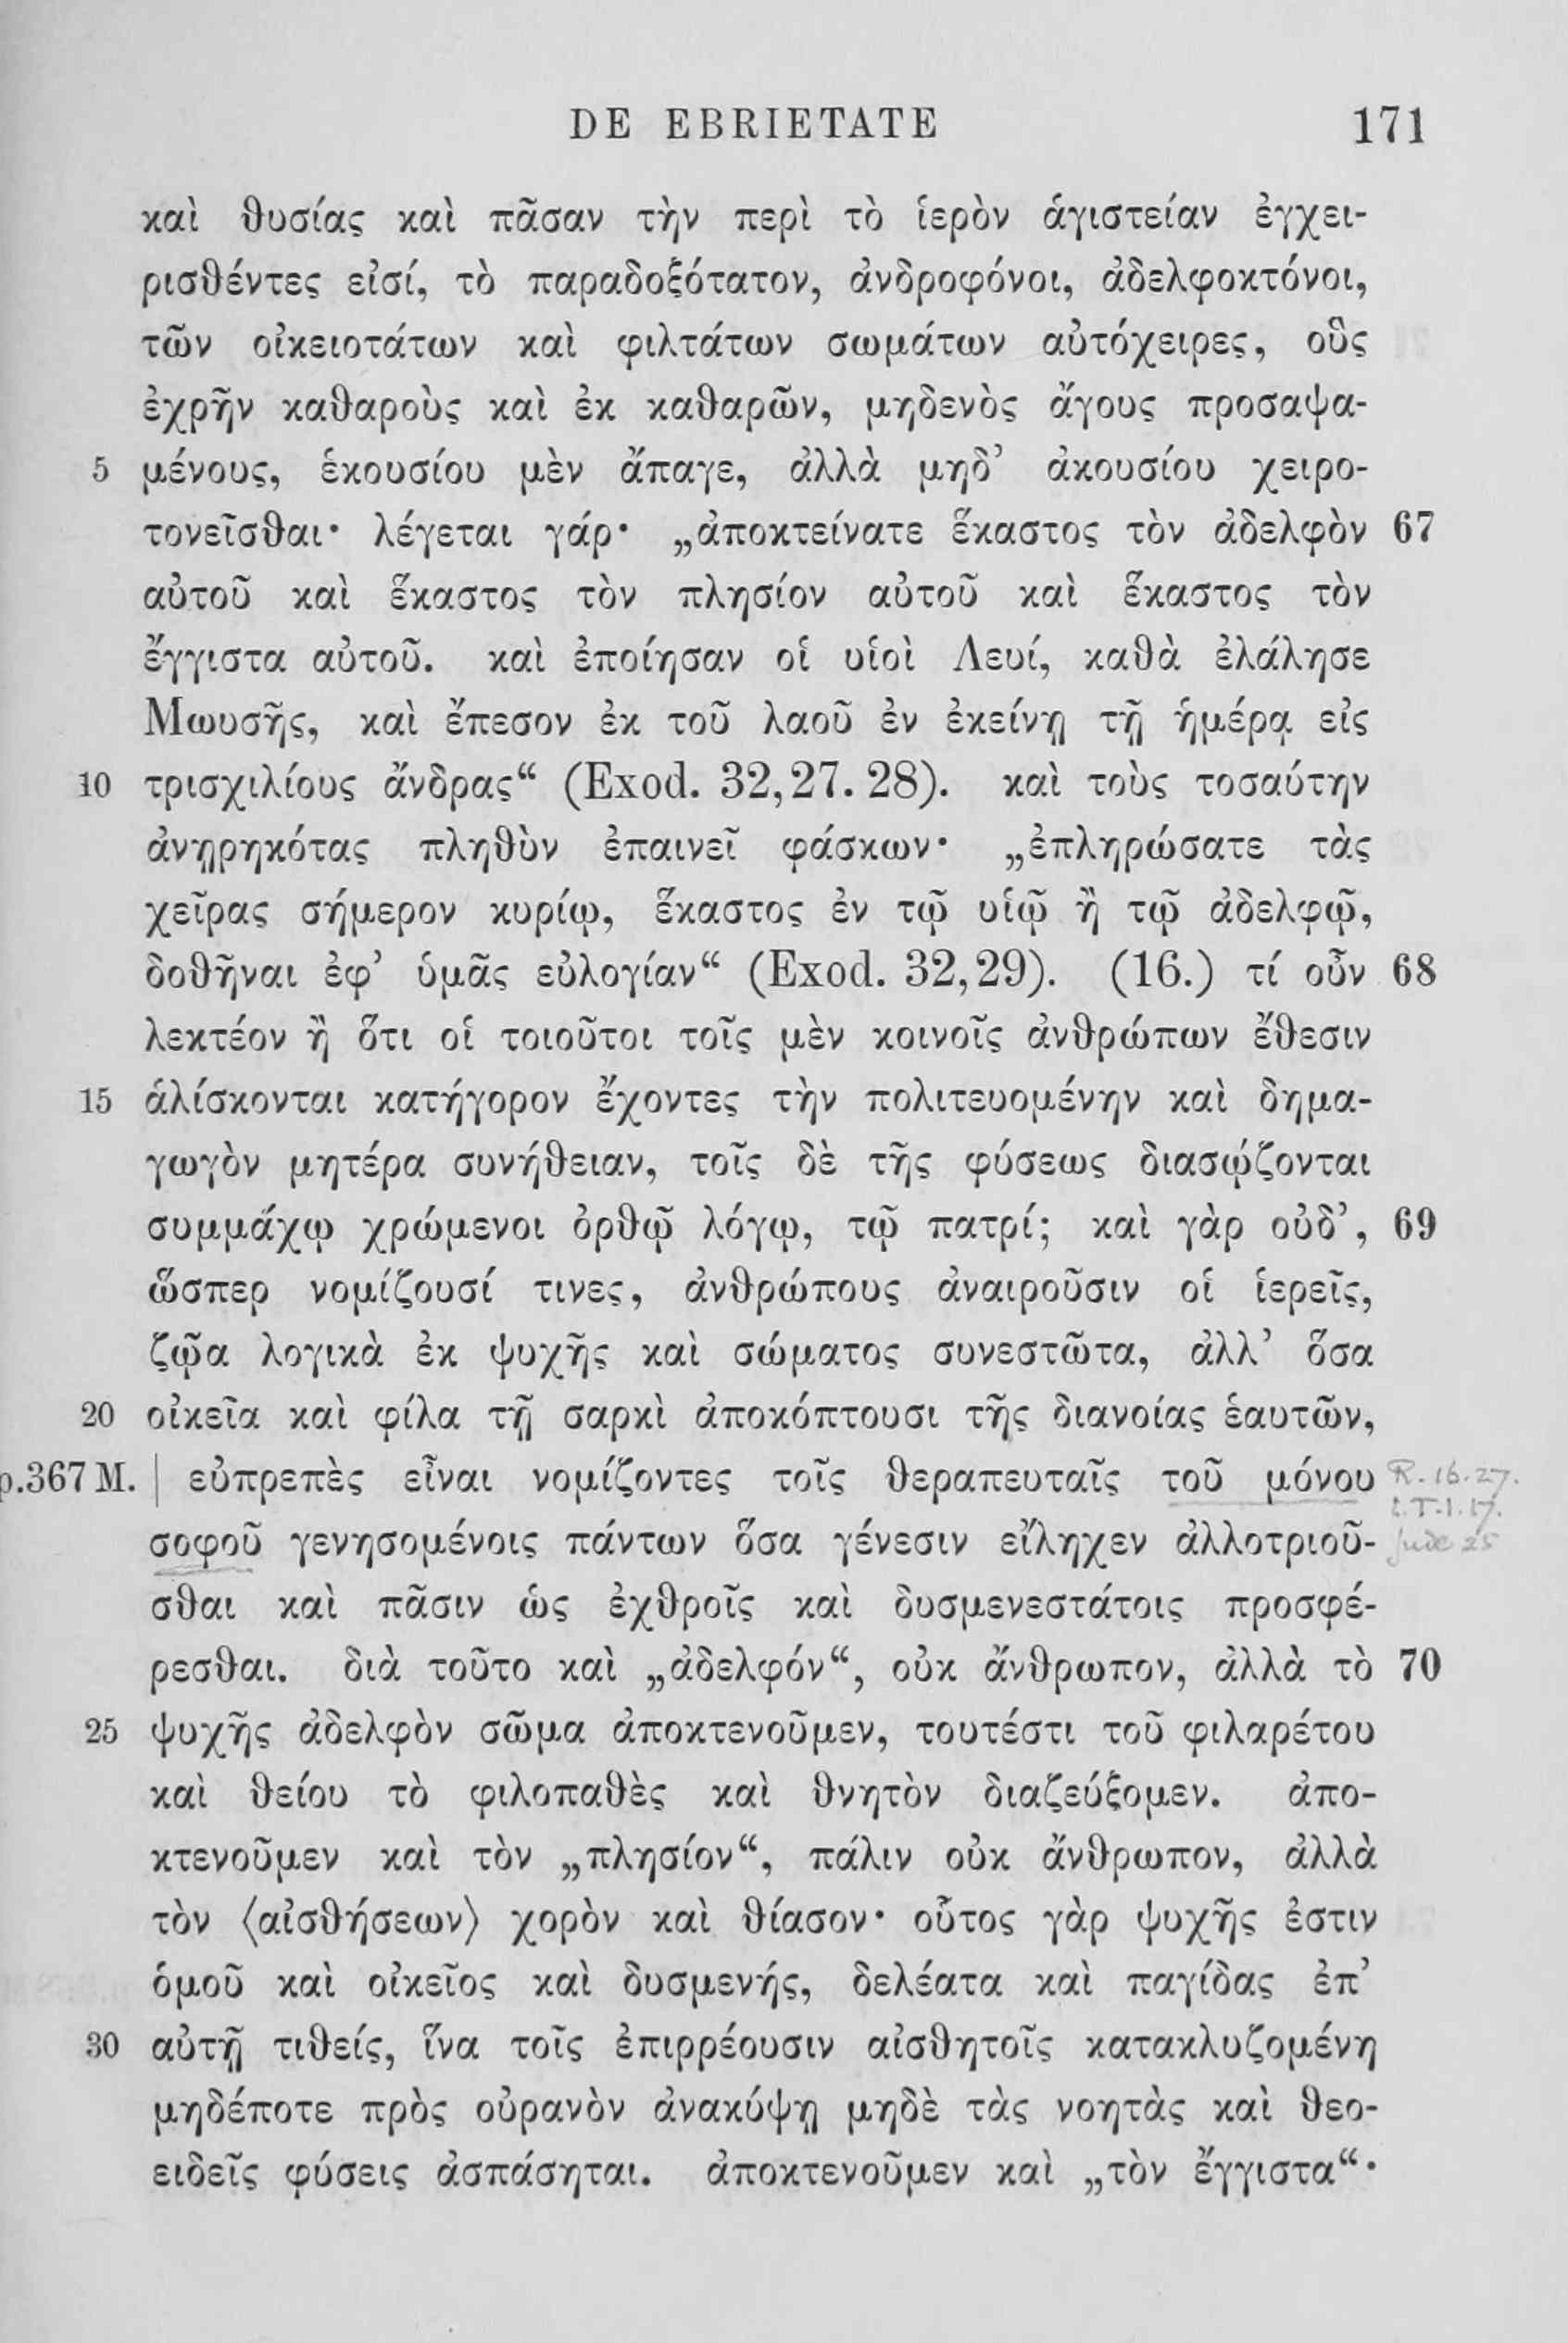 DE EBRIETATE 171
καὶ θυσίας καὶ πᾶσαν τὴν περὶ τὸ ἱερὸν ἁγιστείαν ἐγχει-
ρισθέντες εἰσί, τὸ παραδοξότατον, ἀνδροφόνοι, ἀδελφοκτόνοι,
τῶν οἰκειοτάτων καὶ φιλτάτων σωμάτων αὐτόχειρες, οὓς
ἐχρῆν καθαροὺς καὶ ἐκ καθαρῶν, μηδενὸς ἄγους προσαψα-
5 μένους, ἑκουσίου μὲν ἄπαγε, ἀλλὰ μηδ’ ἀκουσίου χειρο-
τονεῖσθαι· λέγεται γάρ· „ἀποκτείνατε ἕκαστος τὸν ἀδελφὸν 67
αὐτοῦ καὶ ἕκαστος τὸν πλησίον αὐτοῦ καὶ ἕκαστος τὸν
ἔγγιστα αὐτοῦ. καὶ ἐποίησαν οἱ υἱοὶ Λευί, καθὰ ἐλάλησε
Μωυσῆς, καὶ ἔπεσον ἐκ τοῦ λαοῦ ἐν ἐκείνῃ τῇ ἡμέρᾳ εἰς
10 τρισχιλίους ἄνδρας“ (Exod. 32,27. 28). καὶ τοὺς τοσαύτην
ἀνῃρηκότας πληθὺν ἐπαινεῖ φάσκων· „ἐπληρώσατε τὰς
χεῖρας σήμερον κυρίῳ, ἕκαστος ἐν τῷ υἱῷ ἢ τῷ ἀδελφῷ,
δοθῆναι ἐφ’ ὑμᾶς εὐλογίαν“ (Exod. 32,29). (16.) τί οὖν 68
λεκτέον ἢ ὅτι οἱ τοιοῦτοι τοῖς μὲν κοινοῖς ἀνθρώπων ἔθεσιν
15 ἁλίσκονται κατήγορον ἔχοντες τὴν πολιτευομένην καὶ δημα-
γωγὸν μητέρα συνήθειαν, τοῖς δὲ τῆς φύσεως διασῴζονται
συμμάχῳ χρώμενοι ὀρθῷ λόγῳ, τῷ πατρί; καὶ γὰρ οὐδ’, 69
ὥσπερ νομίζουσί τινες, ἀνθρώπους ἀναιροῦσιν οἱ ἱερεῖς,
ζῷα λογικὰ ἐκ ψυχῆς καὶ σώματος συνεστῶτα, ἀλλ’ ὅσα
20 οἰκεῖα καὶ φίλα τῇ σαρκὶ ἀποκόπτουσι τῆς διανοίας ἑαυτῶν,
p.367 M. | εὐπρεπὲς εἶναι νομίζοντες τοῖς θεραπευταῖς τοῦ μόνου R. 16.27.
1.T.1.17.
σοφοῦ γενησομένοις πάντων ὅσα γένεσιν εἴληχεν ἀλλοτριοῦ- Jude 25
σθαι καὶ πᾶσιν ὡς ἐχθροῖς καὶ δυσμενεστάτοις προσφέ-
ρεσθαι. διὰ τοῦτο καὶ „ἀδελφόν“, οὐκ ἄνθρωπον, ἀλλὰ τὸ 70
25 ψυχῆς ἀδελφὸν σῶμα ἀποκτενοῦμεν, τουτέστι τοῦ φιλαρέτου
καὶ θείου τὸ φιλοπαθὲς καὶ θνητὸν διαζεύξομεν. ἀπο-
κτενοῦμεν καὶ τὸν „πλησίον“, πάλιν οὐκ ἄνθρωπον, ἀλλὰ
τὸν ⟨αἰσθήσεων⟩ χορὸν καὶ θίασον· οὗτος γὰρ ψυχῆς ἐστιν
ὁμοῦ καὶ οἰκεῖος καὶ δυσμενής, δελέατα καὶ παγίδας ἐπ’
30 αὐτῇ τιθείς, ἵνα τοῖς ἐπιρρέουσιν αἰσθητοῖς κατακλυζομένη
μηδέποτε πρὸς οὐρανὸν ἀνακύψῃ μηδὲ τὰς νοητὰς καὶ θεο-
ειδεῖς φύσεις ἀσπάσηται. ἀποκτενοῦμεν καὶ „τὸν ἔγγιστα“·